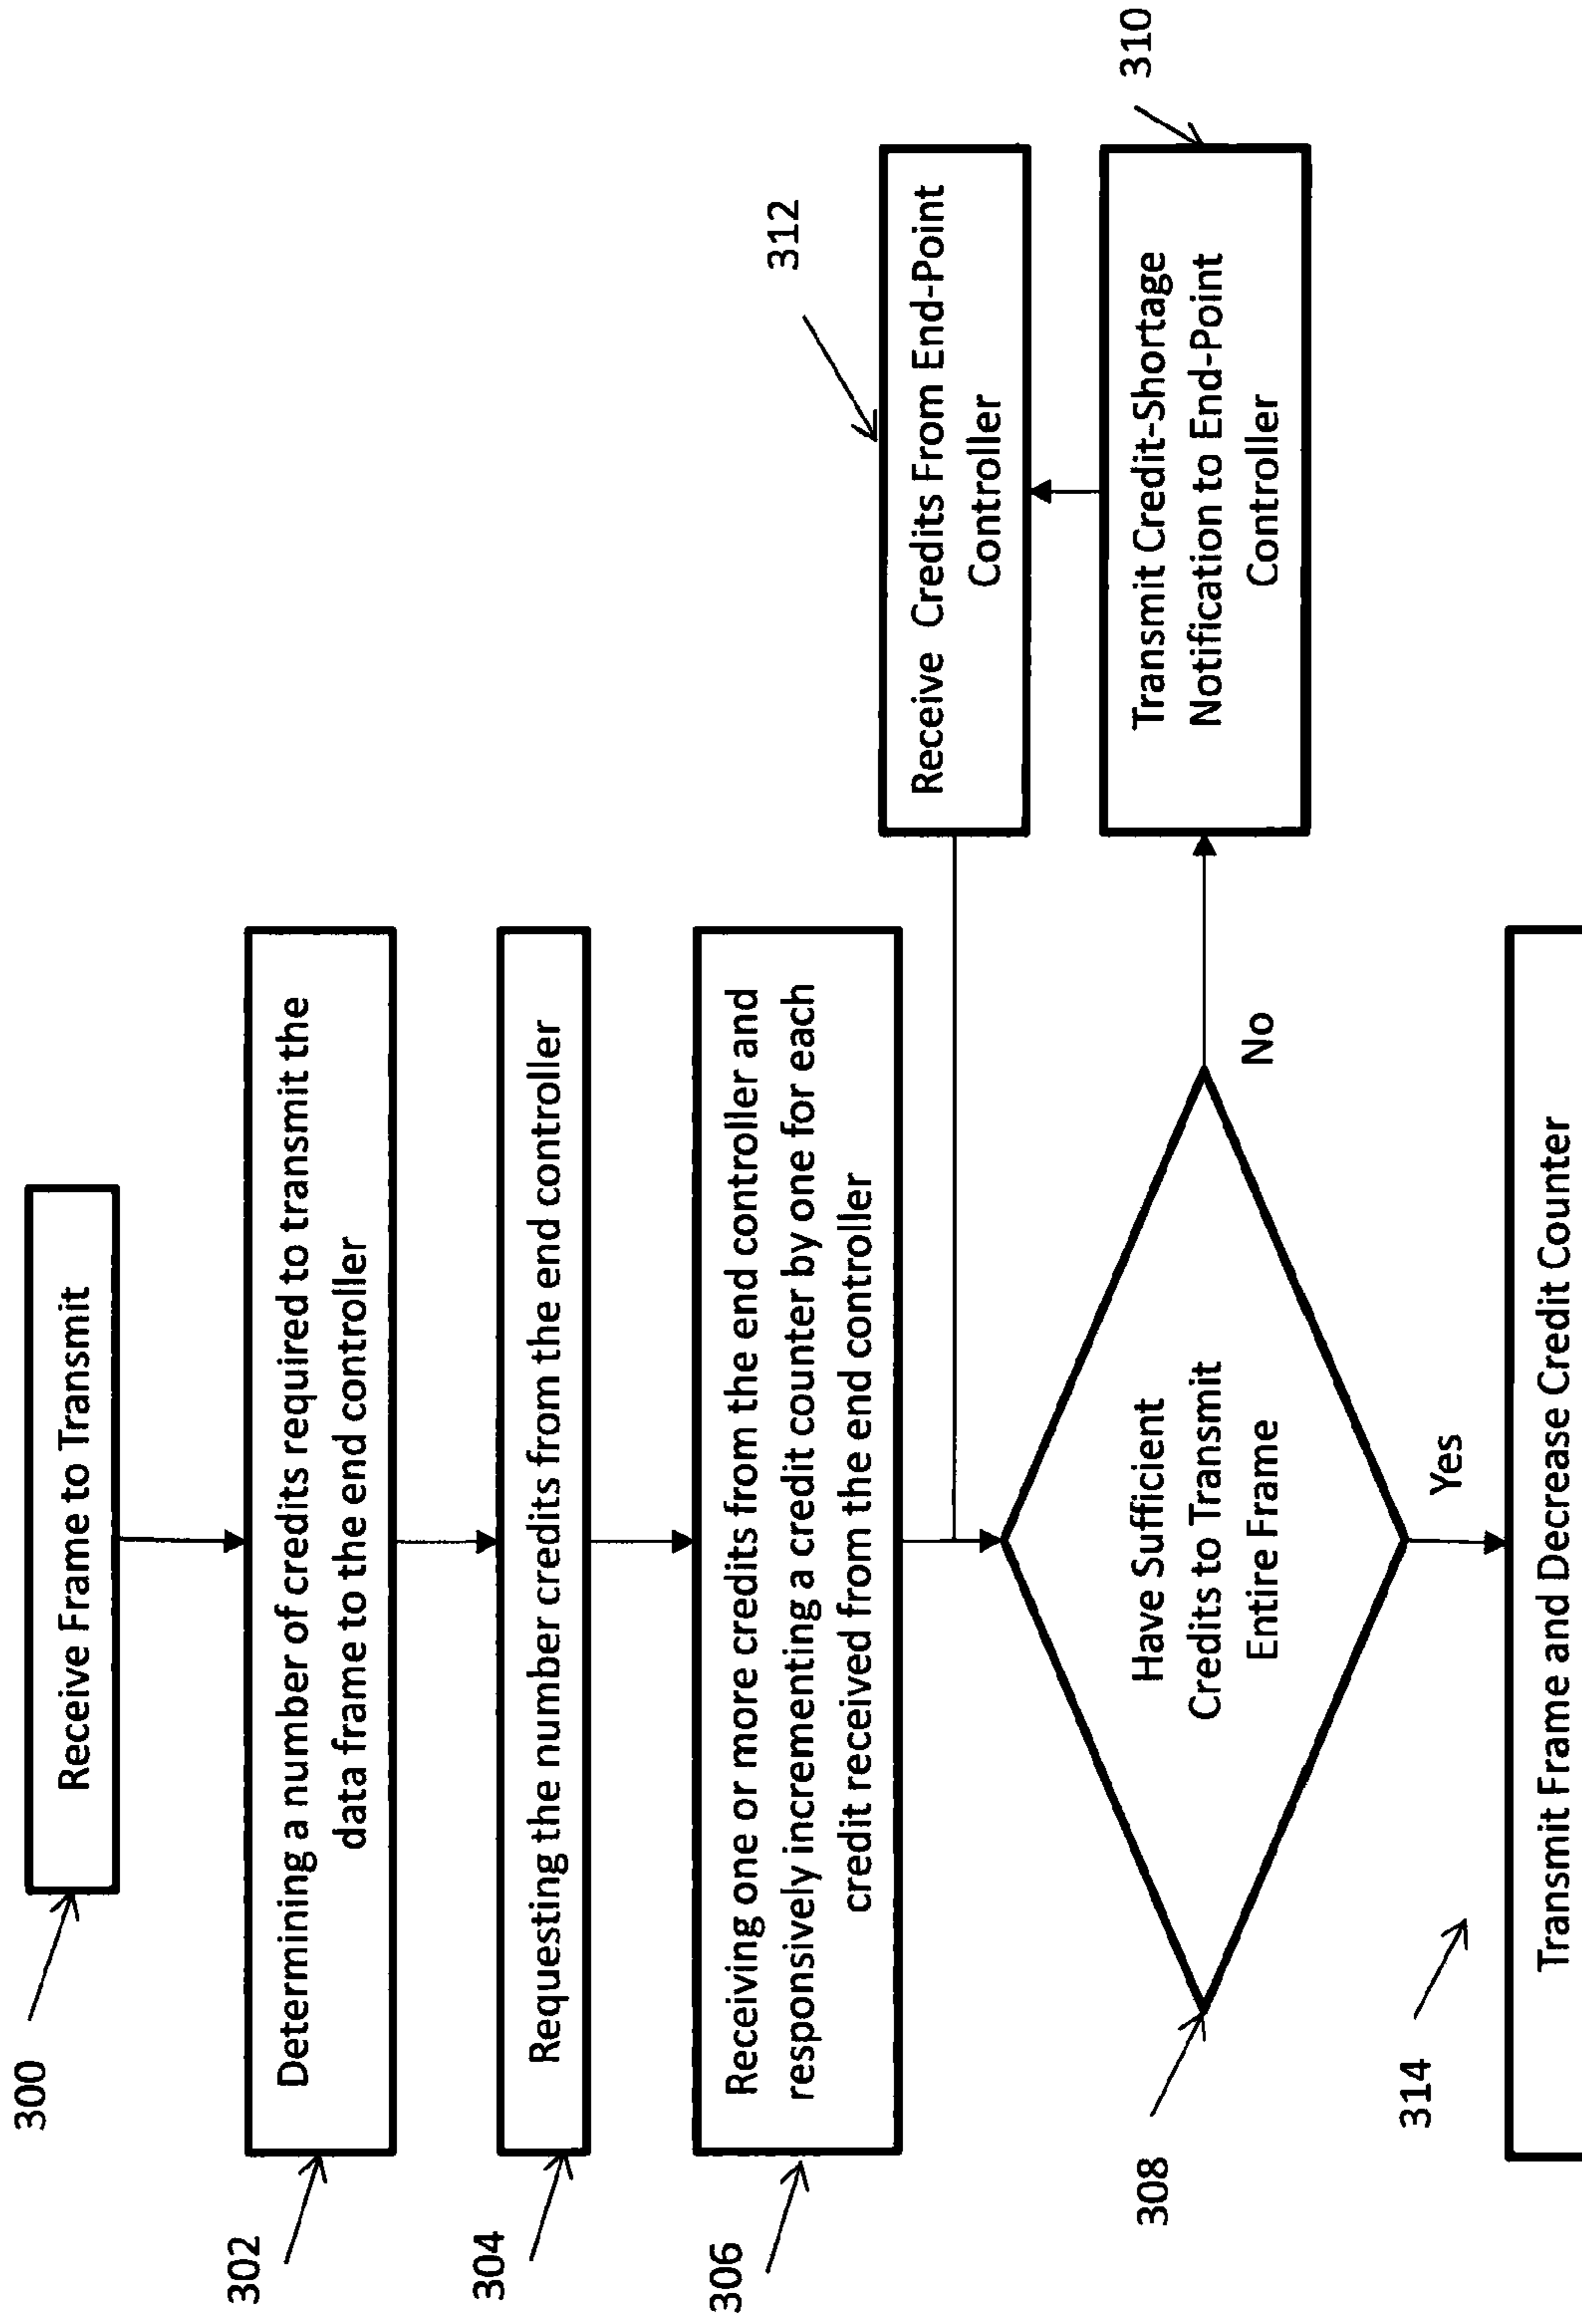 300
Receive Frame to Transmit
302
Determining a number of credits required to transmit the
data frame to the end controller
304
Requesting the number credits from the end controller
306
Receiving one or more credits from the end controller and
responsively incrementing a credit counter by one for each
credit received from the end controller
312
Receive Credits From End-Point
Controller
308
Have Sufficient
Credits to Transmit
Entire Frame
No
310
Transmit Credit-Shortage
Notification to End-Point
Controller
Yes
314
Transmit Frame and Decrease Credit Counter